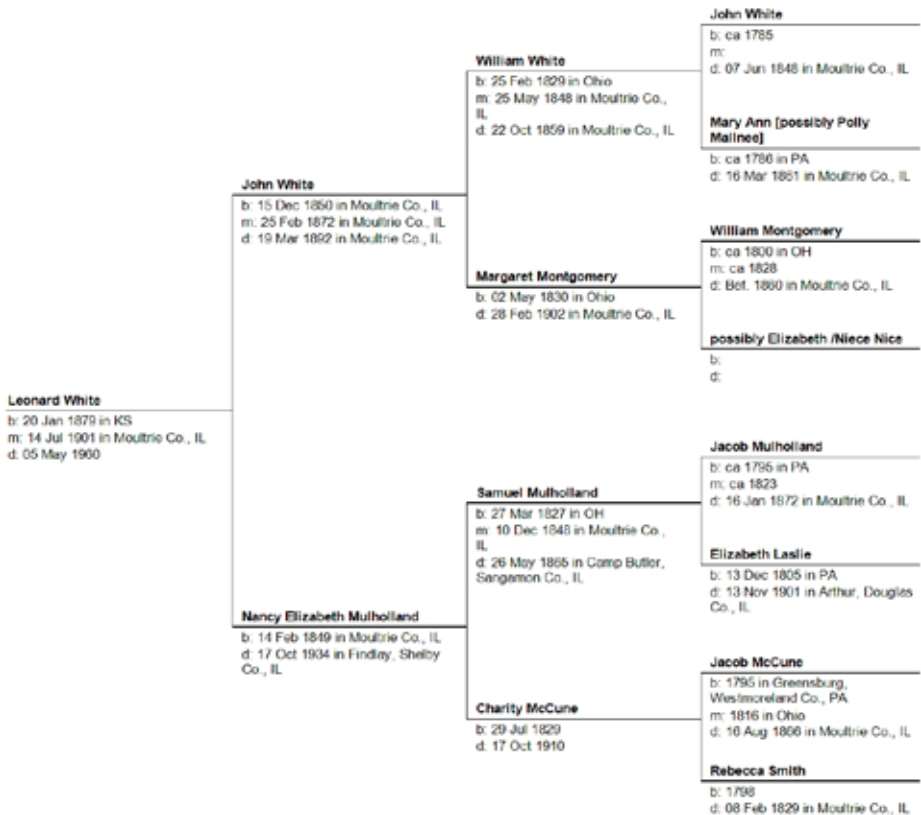 John White
b: ca 1785
m:
d: 07 Jun 1848 in Moultrie Co., IL
William White
b: 25 Feb 1829 in Ohio
m: 25 May 1848 in Moultrie Co.,
IL
d: 22 Oct 1859 in Moultrie Co., IL
Mary Ann [possibly Polly
Malinee]
b: ca 1786 in PA
d: 16 Mar 1861 in Moultrie Co., IL
John White
b: 15 Dec 1850 in Moultrie Co., IL
m: 25 Feb 1872 in Moultrie Co., IL
d: 19 Mar 1892 in Moultrie Co., IL
William Montgomery
b: ca 1800 in OH
m: ca 1828
d: Bef. 1860 in Moultrie Co., IL
Margaret Montgomery
b: 02 May 1830 in Ohio
d: 28 Feb 1902 in Moultrie Co., IL
possibly Elizabeth /Niece Nice
b:
d:
Leonard White
b: 20 Jan 1879 in KS
m: 14 Jul 1901 in Moultrie Co., IL
d: 05 May 1960
Jacob Mulholland
b: ca 1795 in PA
m: ca 1823
d: 16 Jan 1872 in Moultrie Co., IL
Samuel Mulholland
b: 27 Mar 1827 in OH
m: 10 Dec 1848 in Moultrie Co.,
IL
d: 26 May 1865 in Camp Butler,
Sangamon Co., IL
Elizabeth Laslie
b: 13 Dec 1805 in PA
d: 13 Nov 1901 in Arthur, Douglas
Co., IL
Nancy Elizabeth Mulholland
b: 14 Feb 1849 in Moultrie Co., IL
d: 17 Oct 1934 in Findlay, Shelby
Co., IL
Jacob McCune
b: 1795 in Greensburg,
Westmoreland Co., PA
m: 1816 in Ohio
d: 16 Aug 1866 in Moultrie Co., IL
Charity McCune
b: 29 Jul 1829
d: 17 Oct 1910
Rebecca Smith
b: 1798
d: 08 Feb 1829 in Moultrie Co., IL